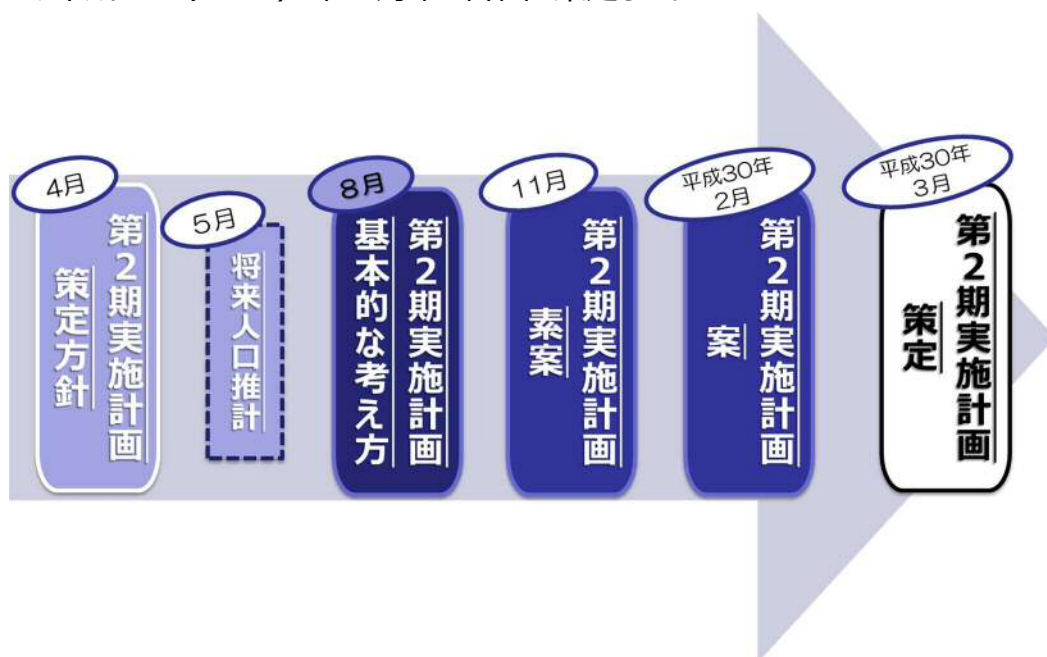 4月
第2期実施計画
策定方針
5月
将来人口推計
8月
第2期実施計画
基本的な考え方
11月
第2期実施計画
素案
平成30年
2月
第2期実施計画
案
平成30年
3月
第2期実施計画
策定